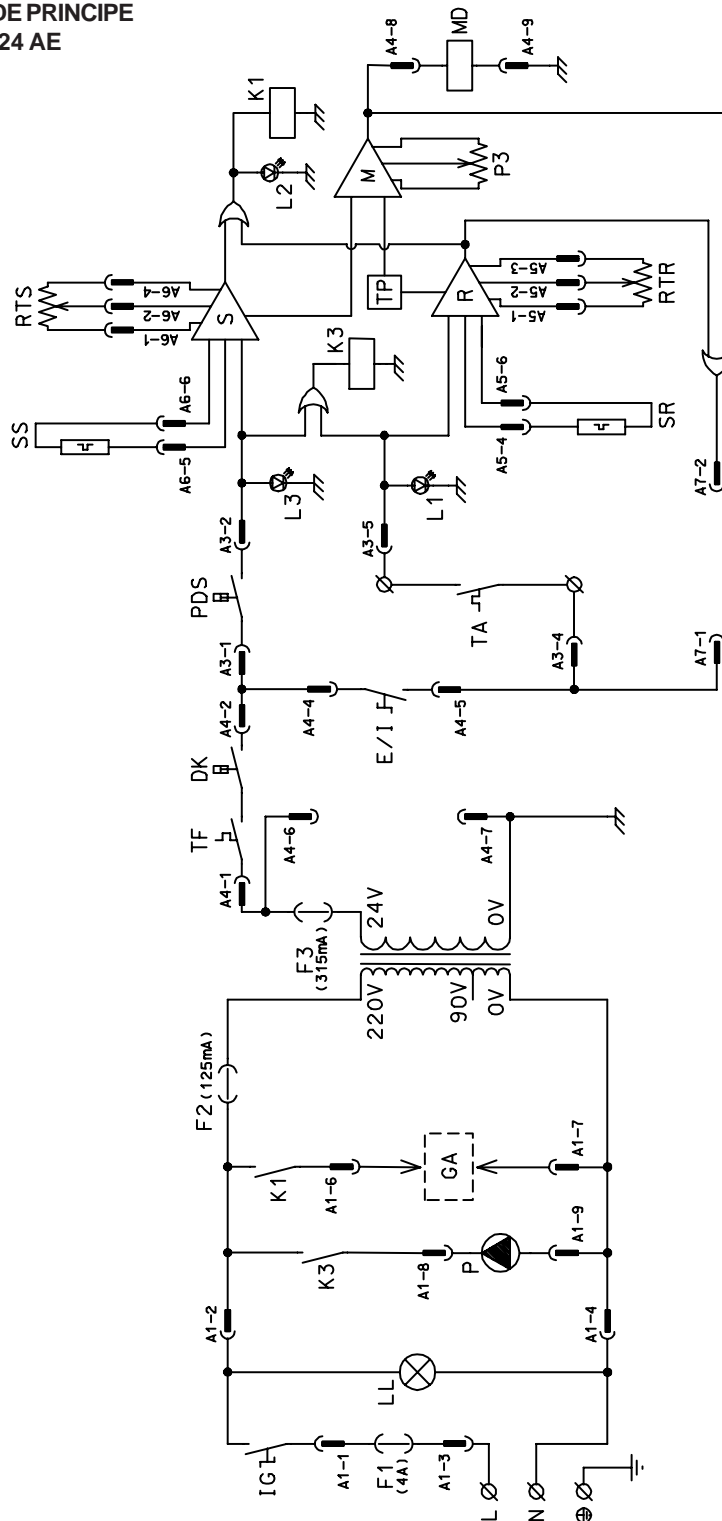 DE PRINCIPE
24 AE
A4-8
MD
A4-9
K1
L2
M
P3
RTS
A6-4
A6-2
A6-1
S
TP
R
A5-3
A5-2
A5-1
RTR
K3
SS
A6-6
A6-5
A5-6
A5-4
SR
A7-2
L3
L1
A3-2
A3-5
PDS
TA
A3-1
A3-4
A7-1
A4-2
A4-4
E/I
A4-5
DK
TF
A4-1
A4-6
A4-7
F3
(315mA)
24V
0V
220V
90V
0V
F2 (125mA)
K1
A1-6
GA
A1-7
K3
A1-8
P
A1-9
A1-2
A1-4
LL
IG
A1-1
F1
(4A)
A1-3
L
N